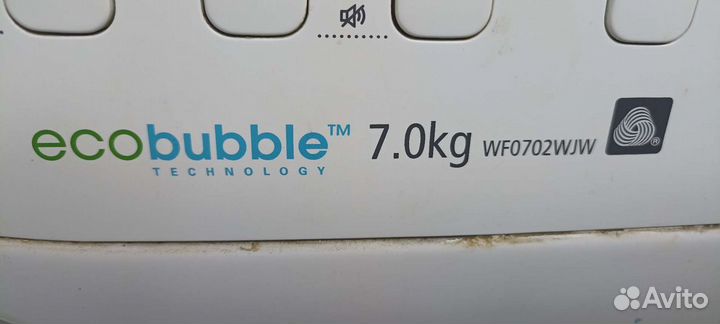 ecobubble™ 7.0kg WF0702WJW ®
TECHNOLOGY
Avito